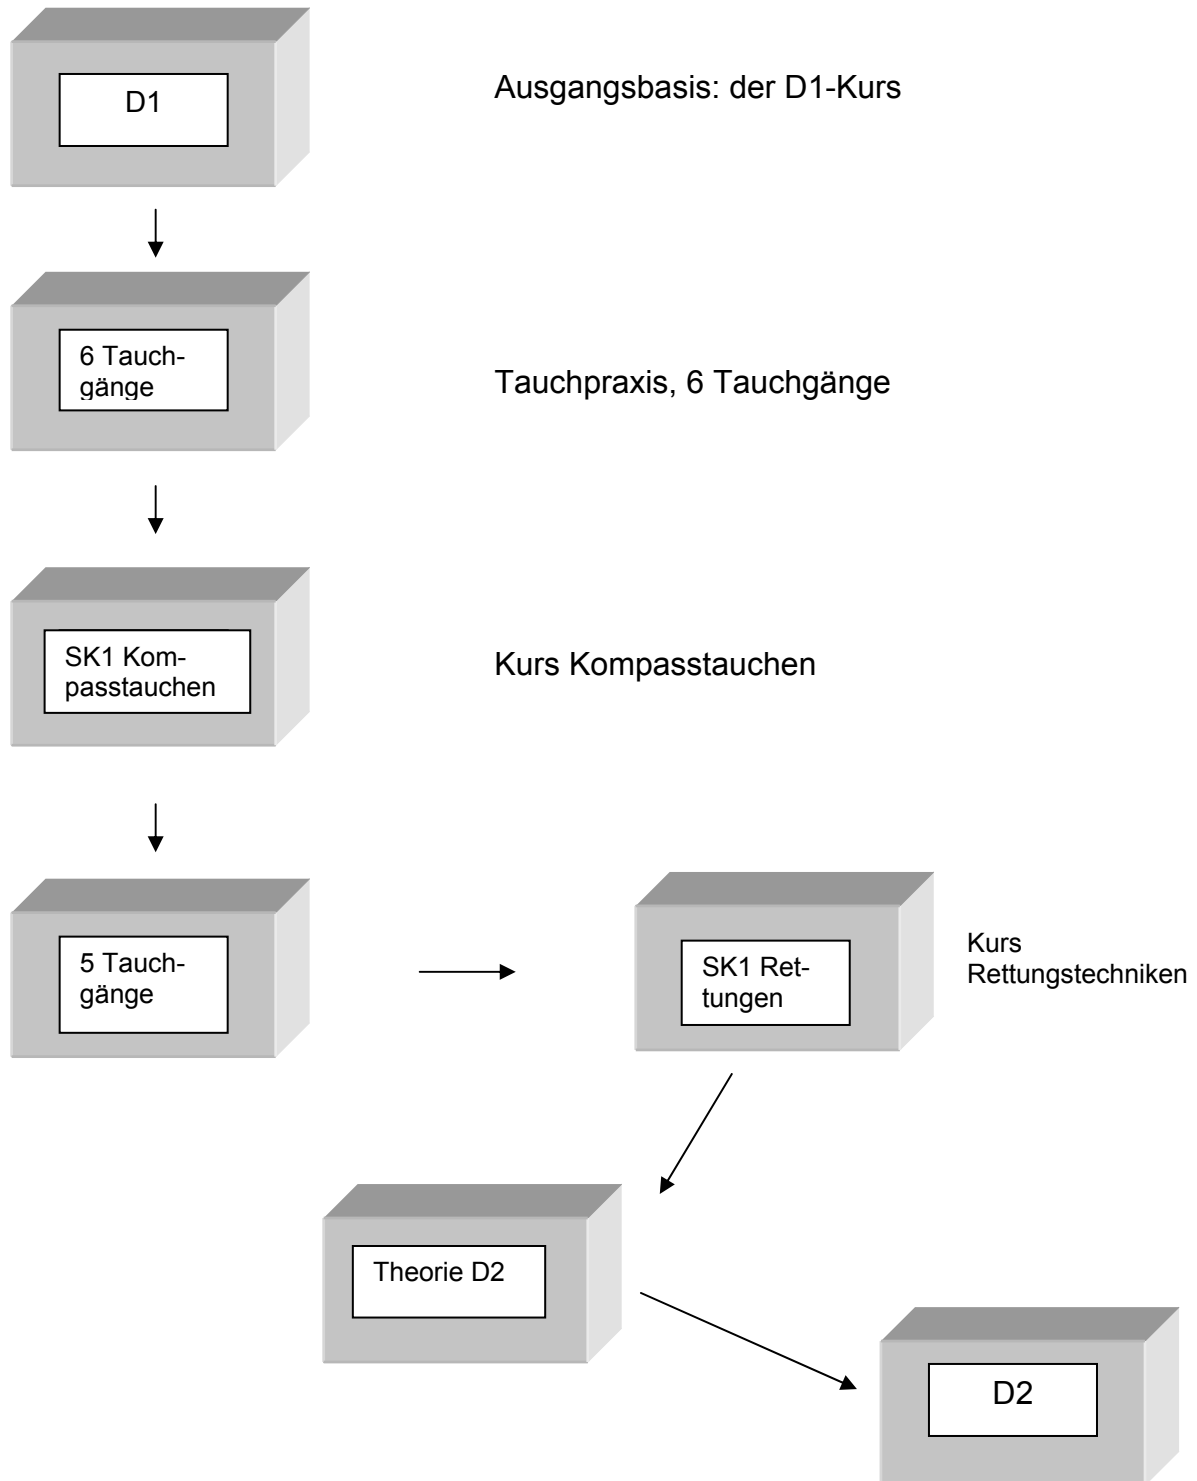 D1
Ausgangsbasis: der D1-Kurs
6 Tauch-
gänge
Tauchpraxis, 6 Tauchgänge
SK1 Kom-
passtauchen
Kurs Kompasstauchen
5 Tauch-
gänge
SK1 Ret-
tungen
Kurs
Rettungstechniken
Theorie D2
D2